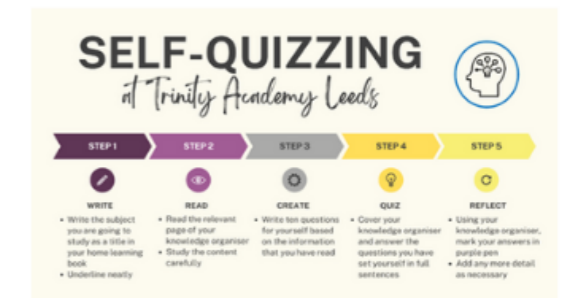 SELF-QUIZZING
at Trinity Academy Leeds
STEP 1
STEP 2
STEP 3
STEP 4
STEP 5
WRITE
• Write the subject
you are going to
study as a title in
your home learning
book
• Underline neatly
READ
• Read the relevant
page of your
knowledge organiser
• Study the content
carefully
CREATE
• Write ten questions
for yourself based
on the information
that you have read
QUIZ
• Cover your
knowledge organiser
and answer the
questions you have
set yourself in full
sentences
REFLECT
• Using your
knowledge organiser,
mark your answers in
purple pen
• Add any more detail
as necessary